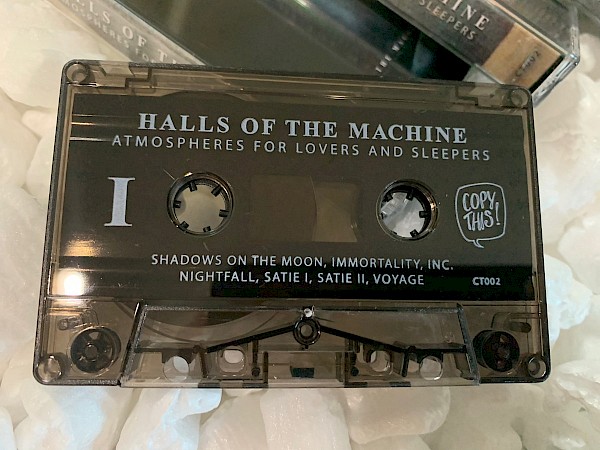 HALLS OF THE MACHINE
ATMOSPHERES FOR LOVERS AND SLEEPERS
I
COPY
THIS!
SHADOWS ON THE MOON, IMMORTALITY, INC.
NIGHTFALL, SATIE I, SATIE II, VOYAGE
CT002